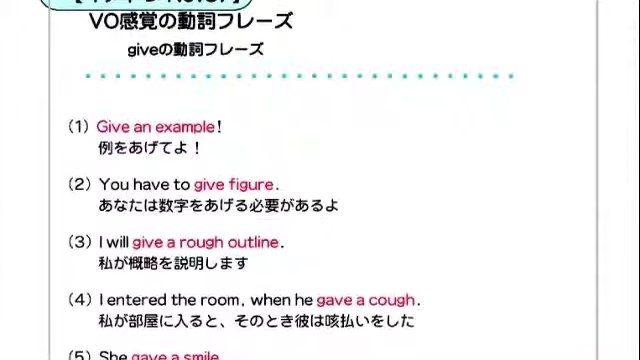 VO感覚の動詞フレーズ
giveの動詞フレーズ
(1) Give an example!
例をあげてよ!
(2) You have to give figure.
あなたは数字をあげる必要があるよ
(3) I will give a rough outline.
私が概略を説明します
(4) I entered the room, when he gave a cough.
私が部屋に入ると、そのとき彼は咳払いをした
(5) She gave a smile